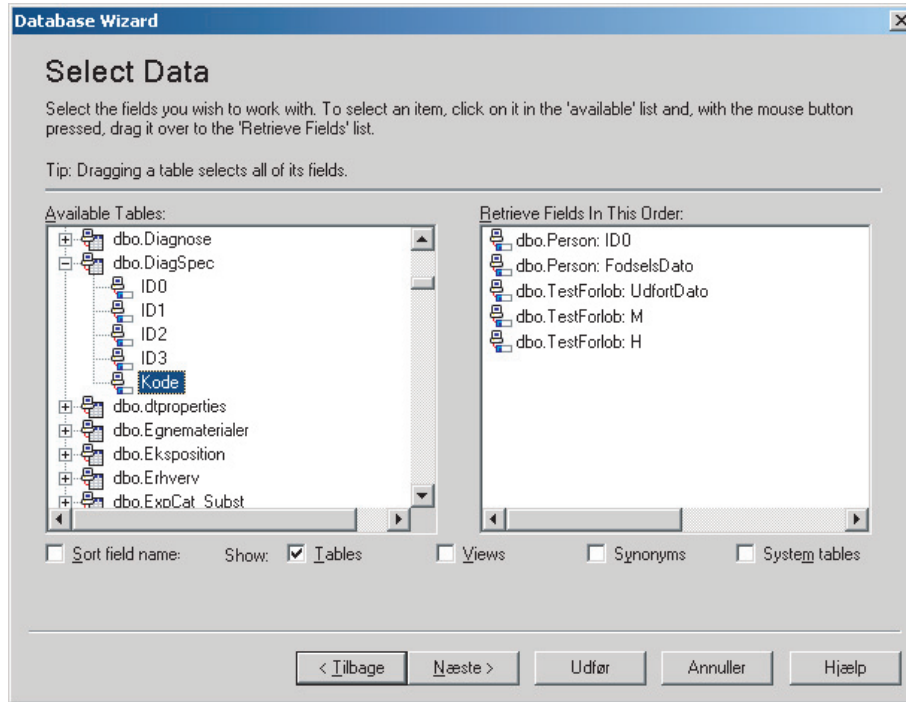 Database Wizard
Select Data
Select the fields you wish to work with. To select an item, click on it in the 'available' list and, with the mouse button
pressed, drag it over to the 'Retrieve Fields' list.
Tip: Dragging a table selects all of its fields.
Available Tables:
dbo.Diagnose
dbo.DiagSpec
ID0
ID1
ID2
ID3
Kode
dbo.dtproperties
dbo.Egnematerialer
dbo.Eksposition
dbo.Erhverv
dbo.ExpCat_Subst
Retrieve Fields In This Order:
dbo.Person: ID0
dbo.Person: FodselsDato
dbo.TestForlob: UdfortDato
dbo.TestForlob: M
dbo.TestForlob: H
Sort field name: Show: Tables Views Synonyms System tables
< Tilbage Næste > Udfør Annuller Hjælp